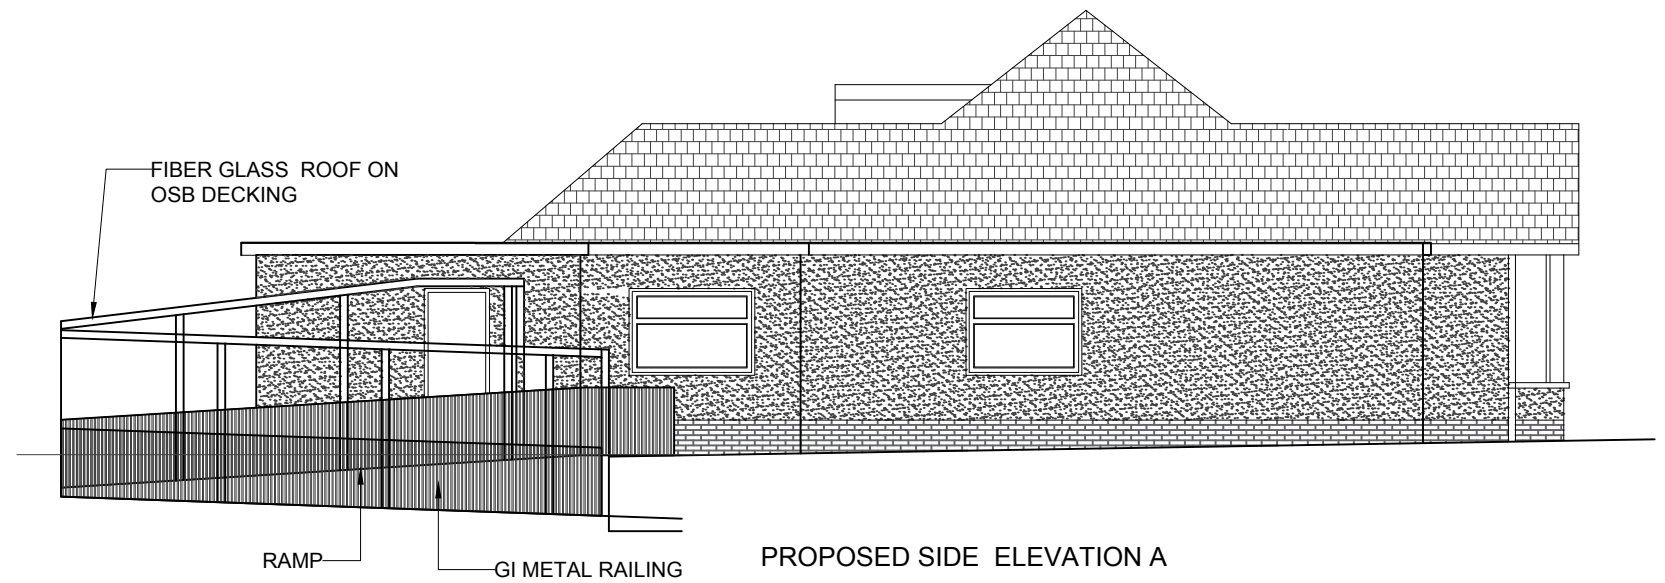 FIBER GLASS ROOF ON
OSB DECKING
RAMP
GI METAL RAILING
PROPOSED SIDE ELEVATION A